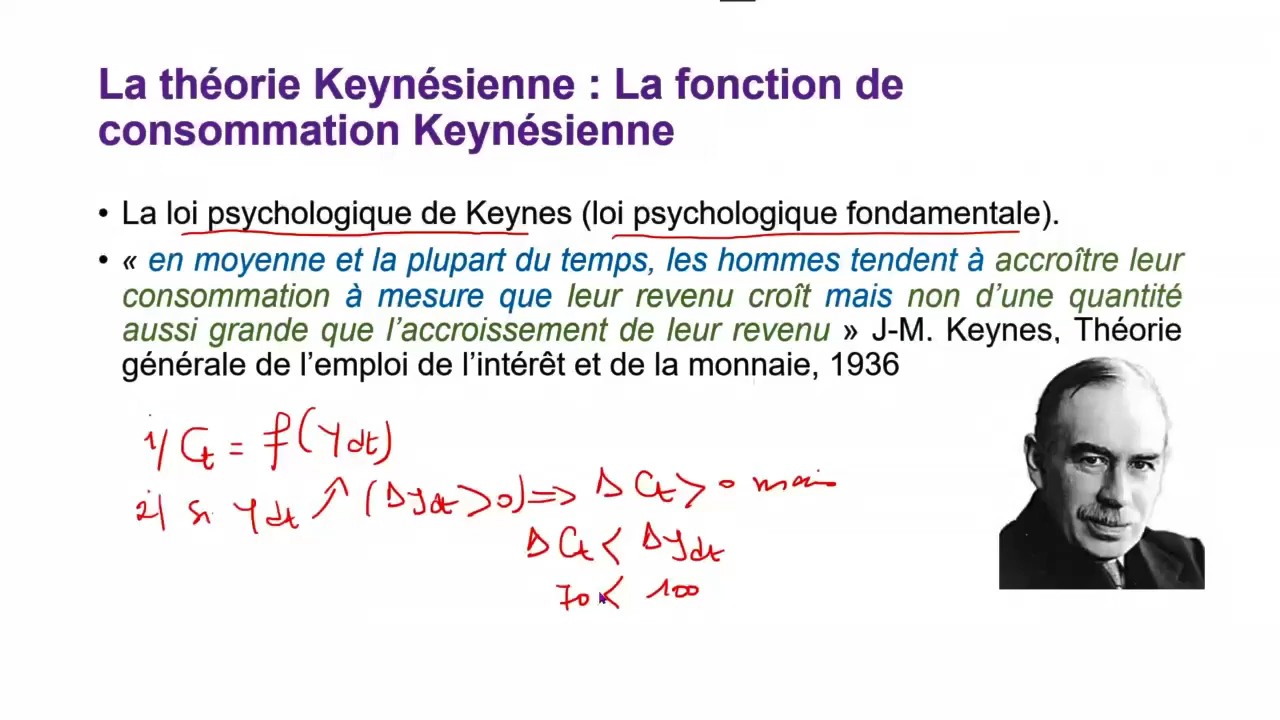 La théorie Keynésienne : La fonction de
consommation Keynésienne
• La loi psychologique de Keynes (loi psychologique fondamentale).
• « en moyenne et la plupart du temps, les hommes tendent à accroître leur
consommation à mesure que leur revenu croît mais non d’une quantité
aussi grande que l’accroissement de leur revenu » J-M. Keynes, Théorie
générale de l’emploi de l’intérêt et de la monnaie, 1936
1/ Ct = f(Ydt)
2/ si Ydt ↗ (ΔYdt > 0) => ΔCt > 0 mais
ΔCt < ΔYdt
70 < 100